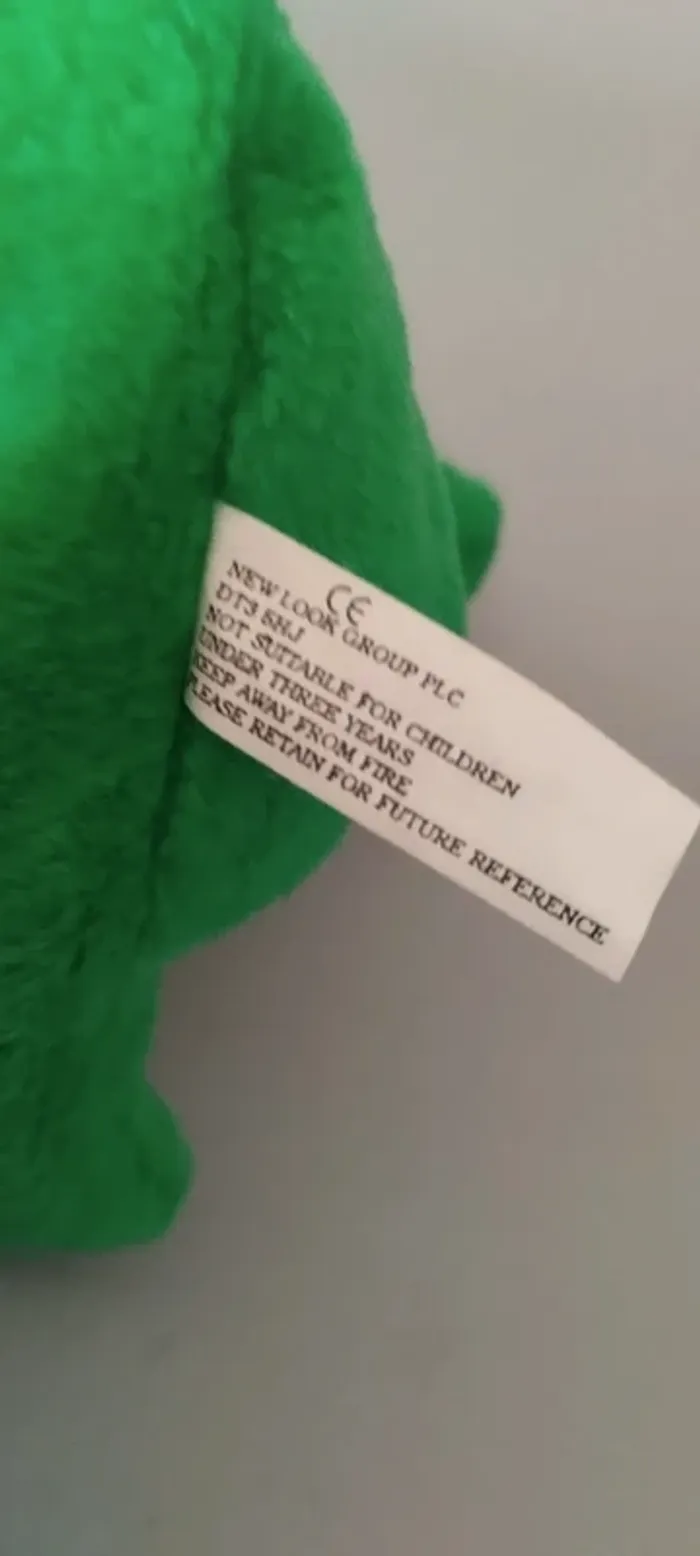 CE
NEW LOOK GROUP PLC
DT3 5HJ
NOT SUITABLE FOR CHILDREN
UNDER THREE YEARS
KEEP AWAY FROM FIRE
PLEASE RETAIN FOR FUTURE REFERENCE